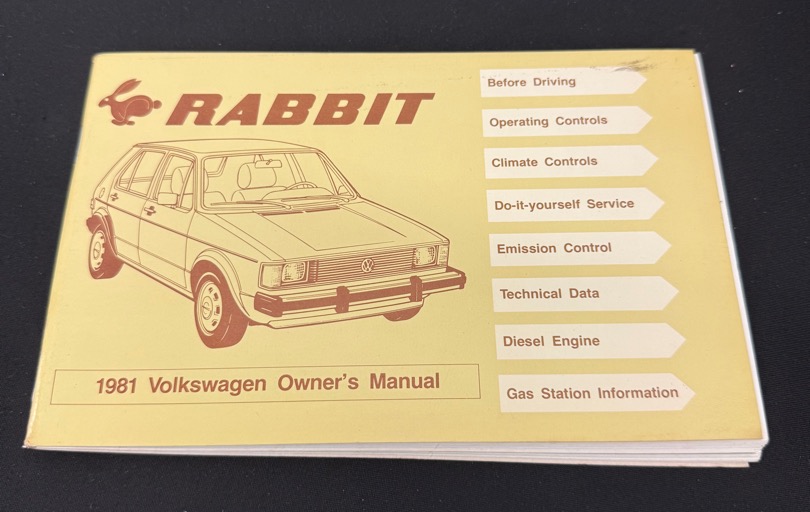 RABBIT
1981 Volkswagen Owner's Manual
Before Driving
Operating Controls
Climate Controls
Do-it-yourself Service
Emission Control
Technical Data
Diesel Engine
Gas Station Information